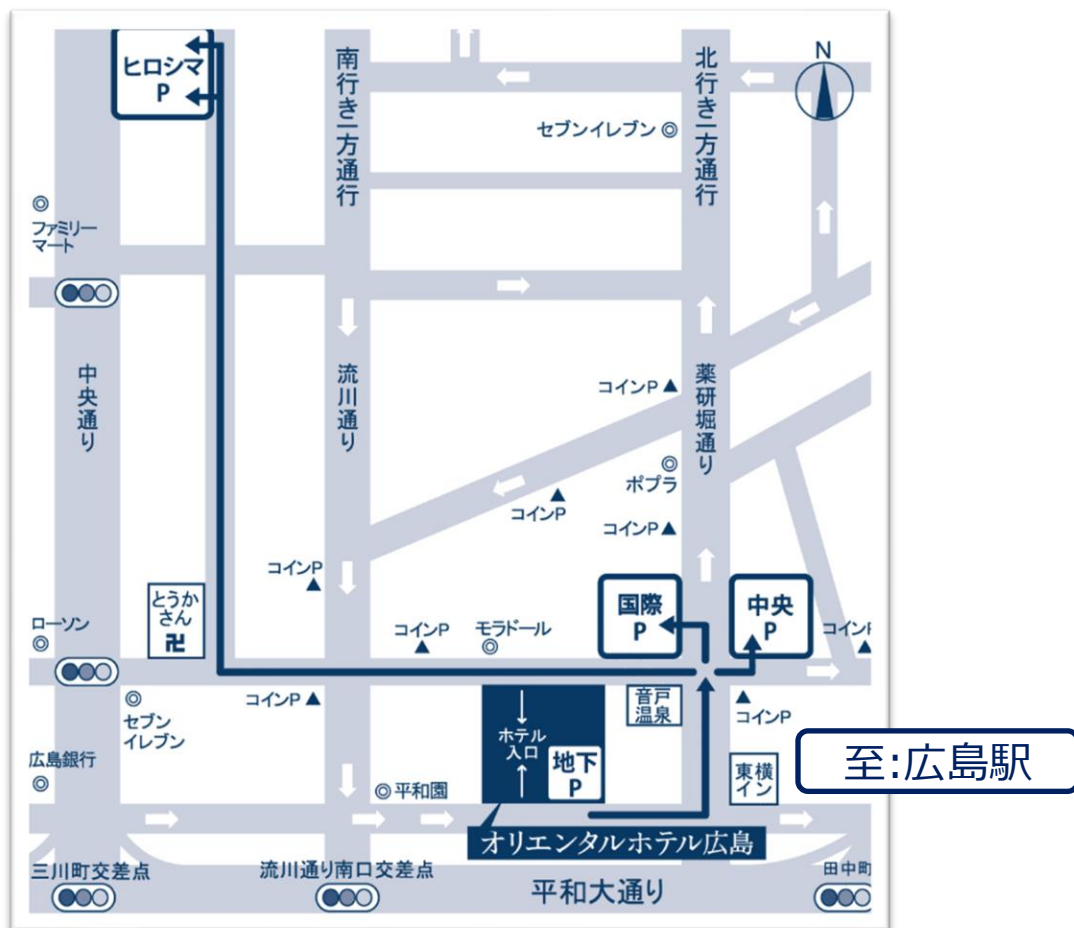 ヒロシマ
P
南行き一方通行
北行き一方通行
N
セブンイレブン
ファミリー
マート
中央通り
流川通り
コインP
薬研堀通り
ポプラ
コインP
コインP
コインP
とうか
さん
卍
国際
P
中央
P
ローソン
コインP
モラドール
コインP
セブン
イレブン
コインP
音戸
温泉
コインP
ホテル
入口
地下
P
広島銀行
平和園
東横
イン
至:広島駅
オリエンタルホテル広島
三川町交差点
流川通り南口交差点
平和大通り
田中町